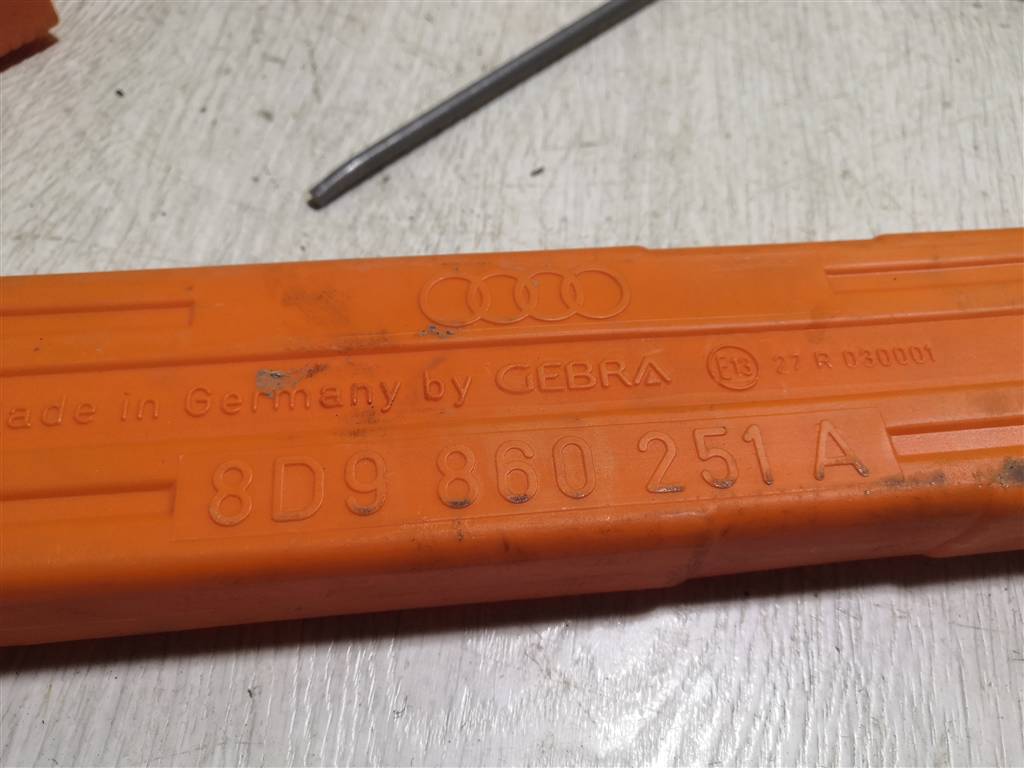 ade in Germany by GEBRA E13 27 R 030001
8D9 860 251 A